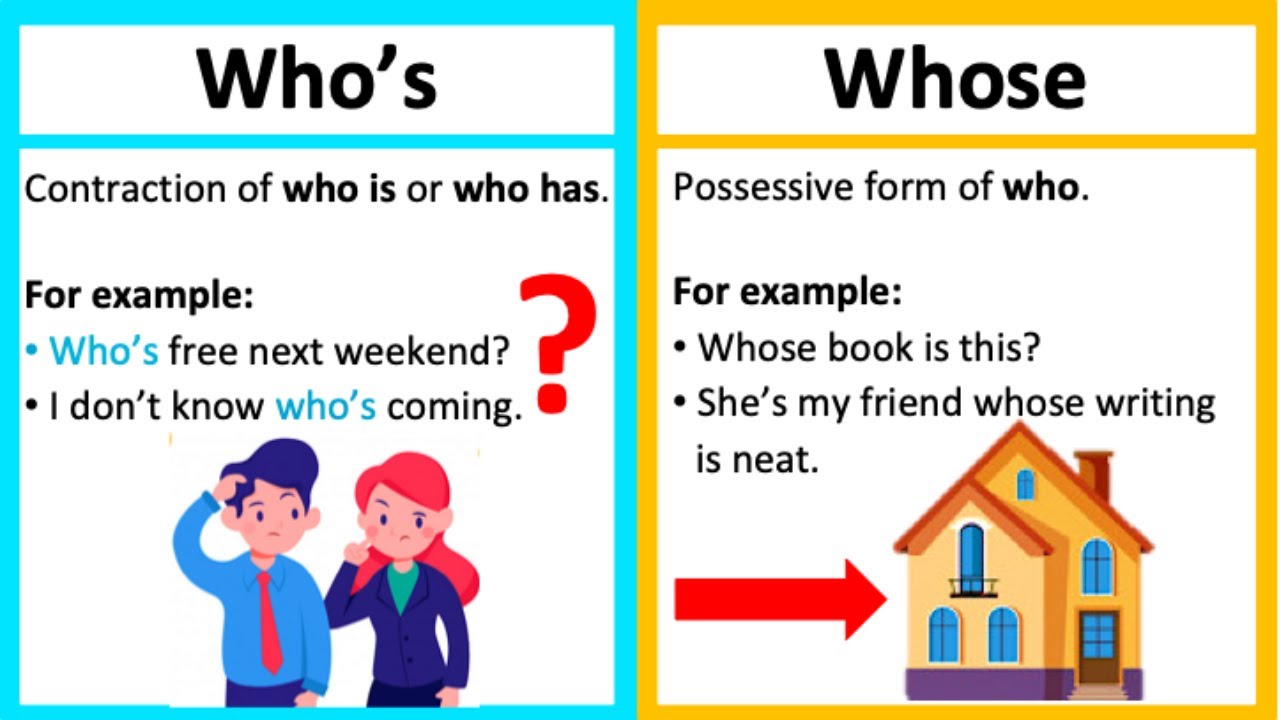 Who’s
Contraction of who is or who has.
For example:
• Who’s free next weekend?
• I don’t know who’s coming.
?
Whose
Possessive form of who.
For example:
• Whose book is this?
• She’s my friend whose writing
is neat.